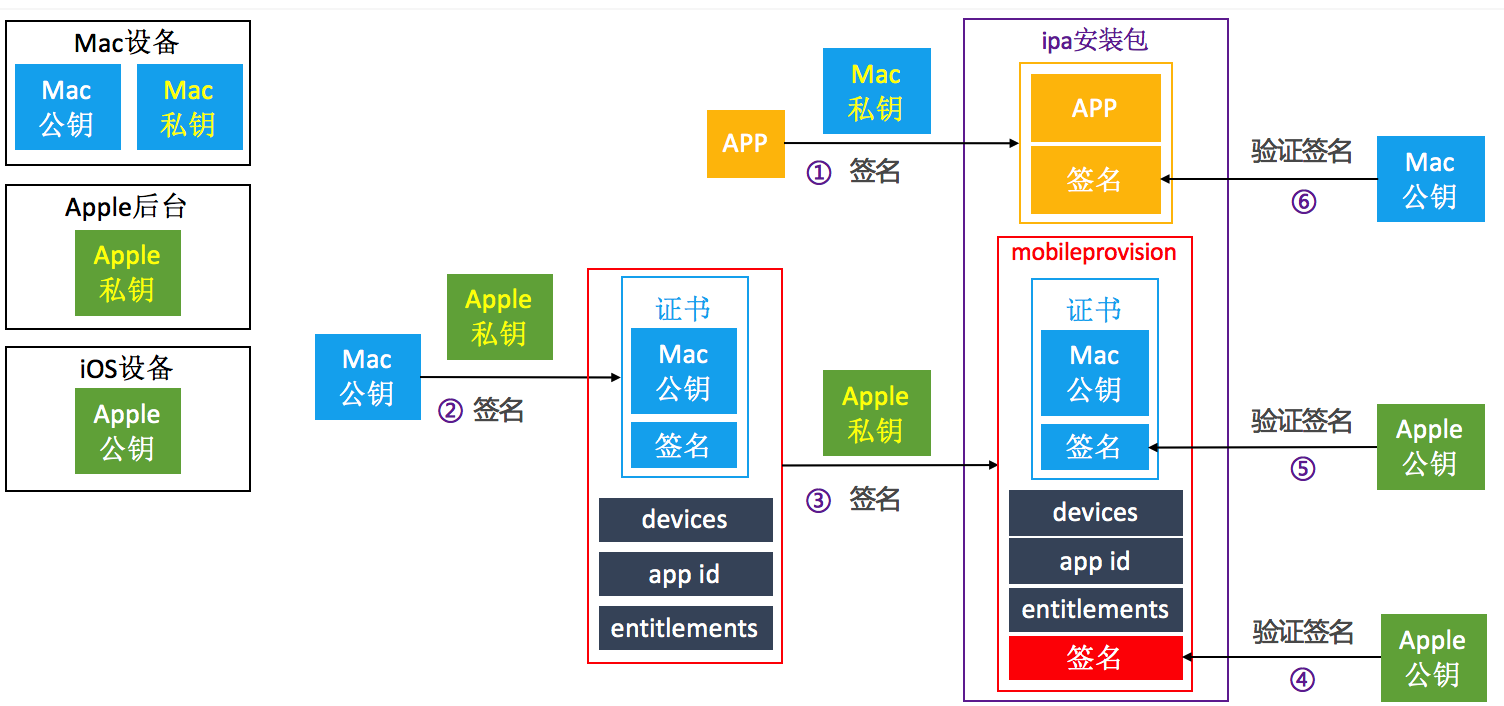 Mac设备
Mac
公钥
Mac
私钥
Apple后台
Apple
私钥
iOS设备
Apple
公钥
Mac
公钥
Apple
私钥
② 签名
证书
Mac
公钥
签名
devices
app id
entitlements
APP
Mac
私钥
① 签名
Apple
私钥
③ 签名
ipa安装包
APP
签名
mobileprovision
证书
Mac
公钥
签名
devices
app id
entitlements
签名
验证签名
⑥
Mac
公钥
验证签名
⑤
Apple
公钥
验证签名
④
Apple
公钥